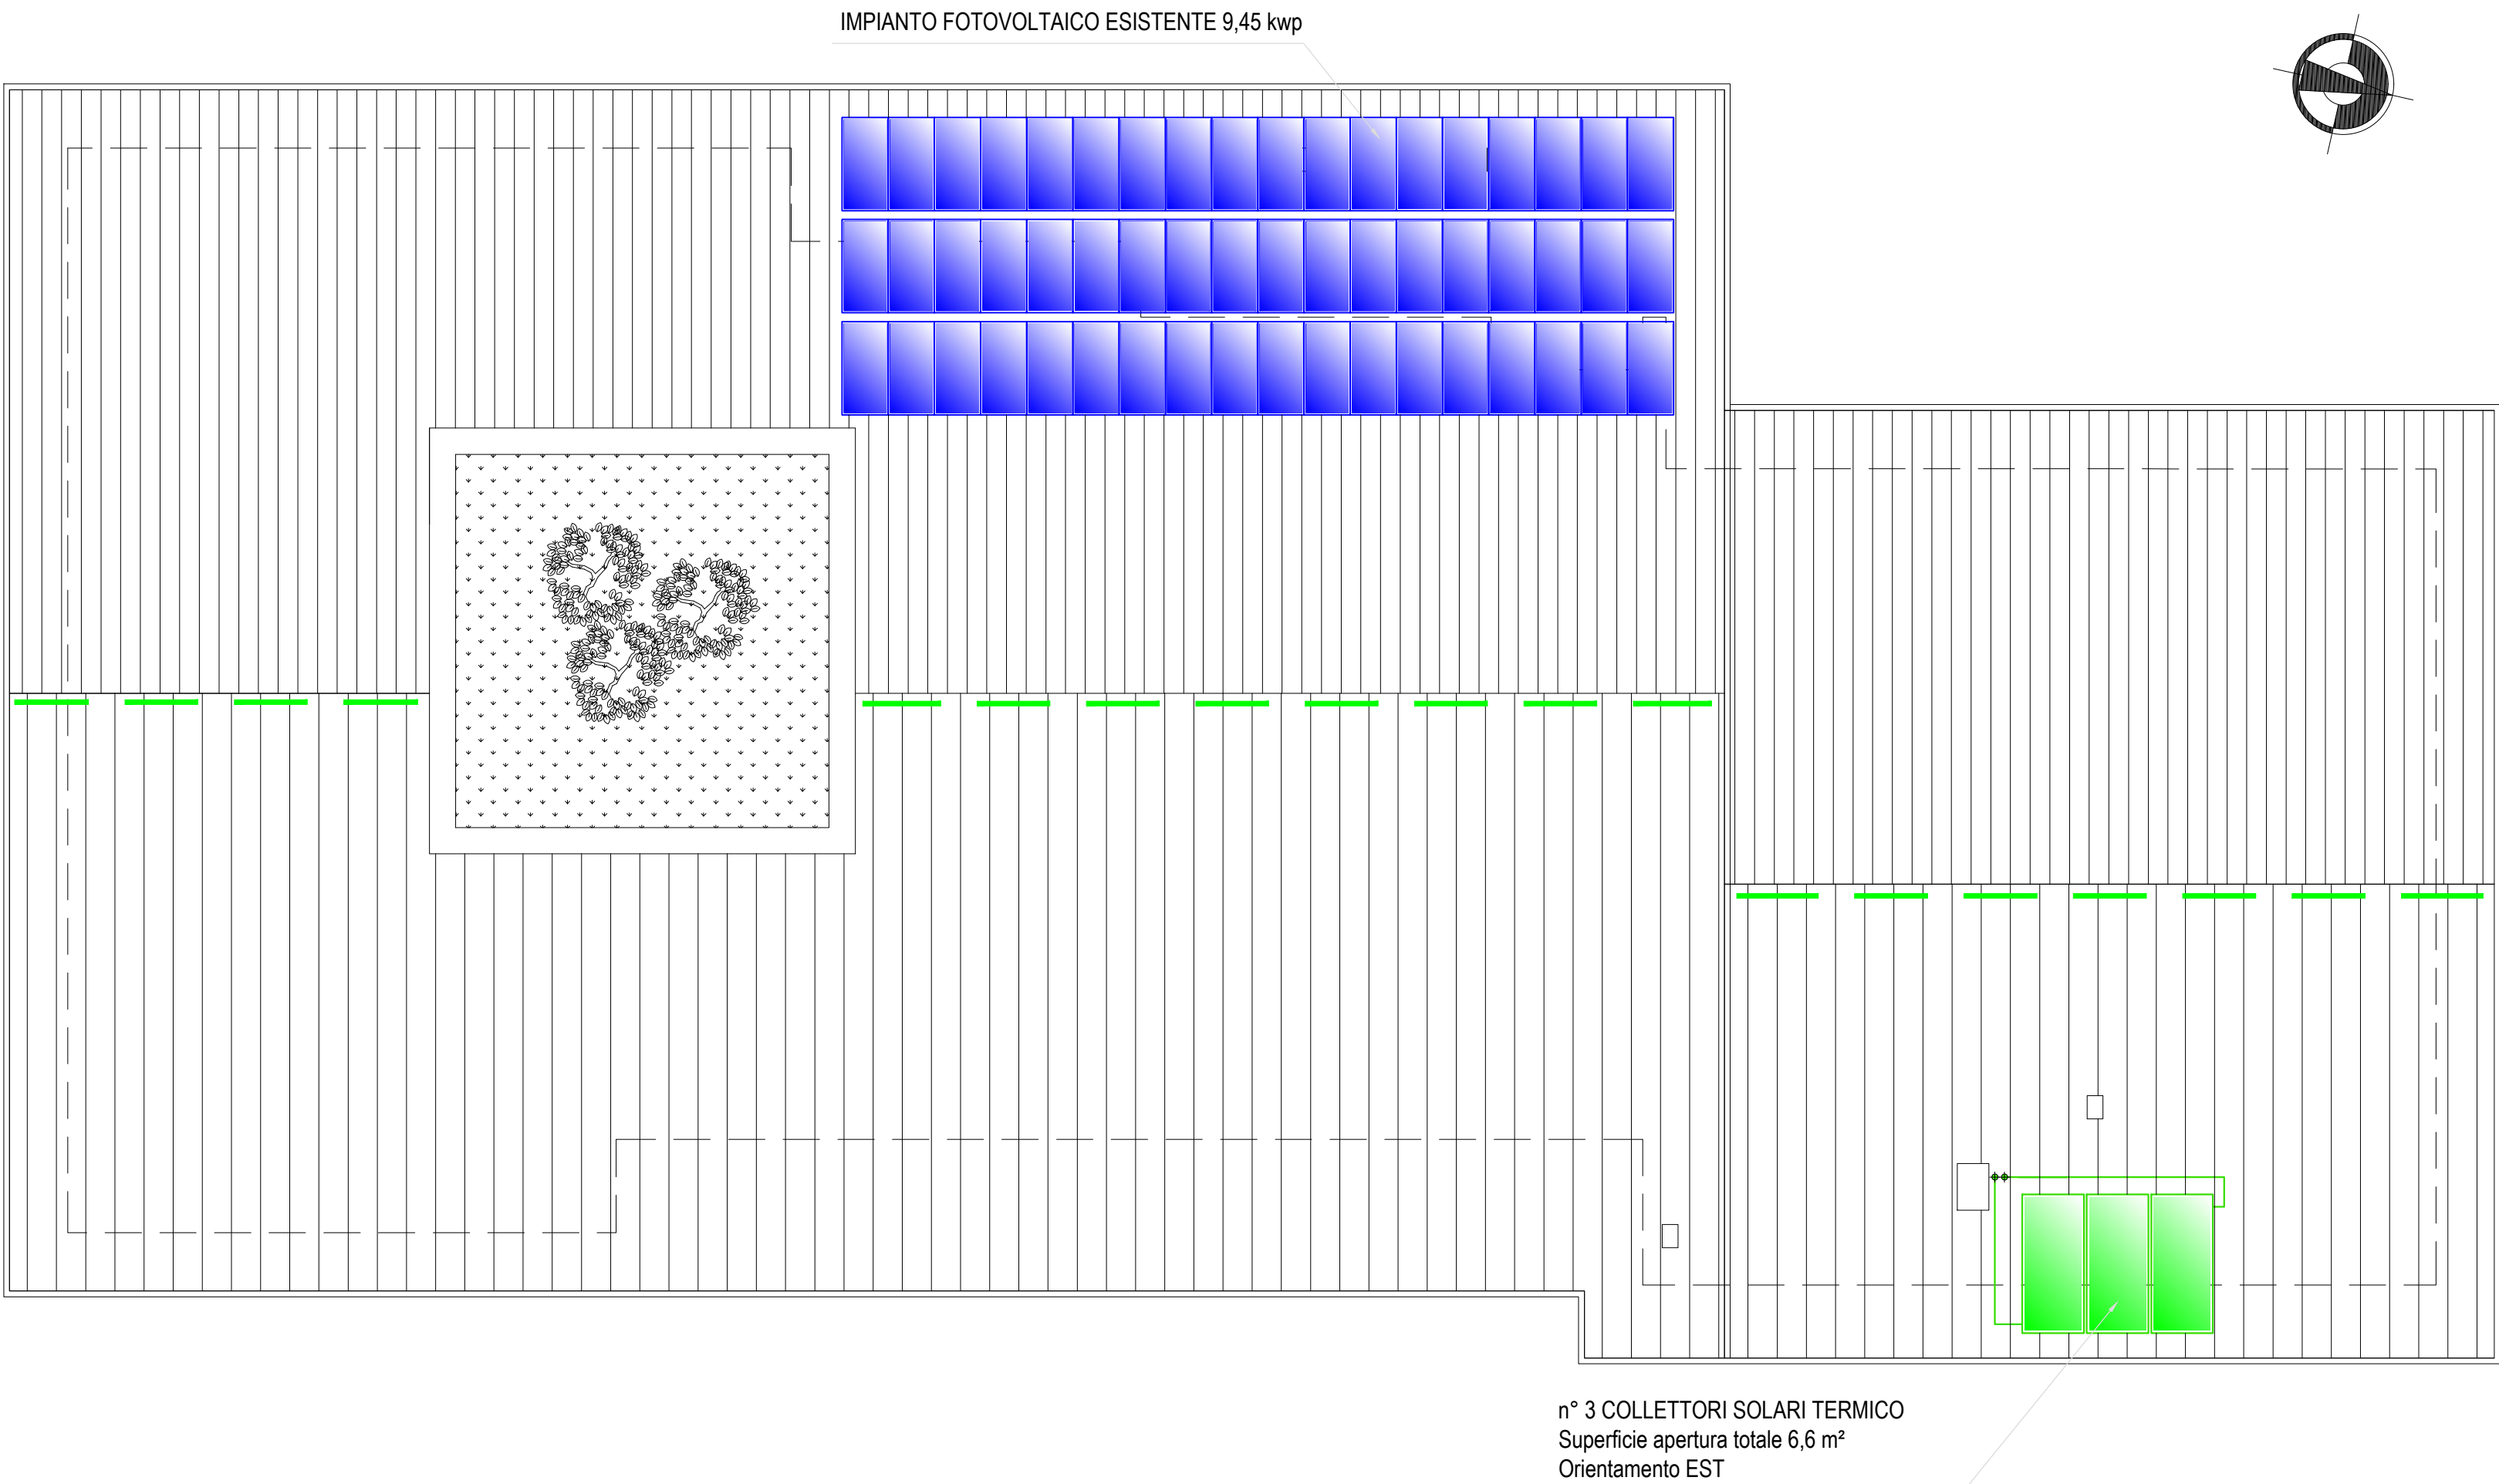 IMPIANTO FOTOVOLTAICO ESISTENTE 9,45 kwp
n° 3 COLLETTORI SOLARI TERMICO
Superficie apertura totale 6,6 m²
Orientamento EST